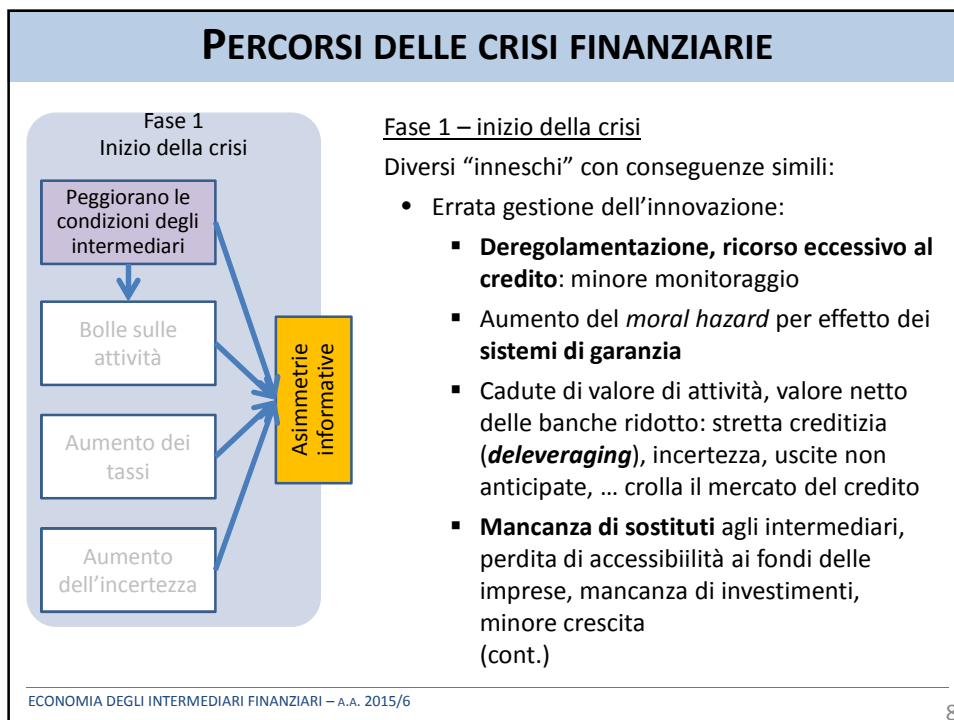 PERCORSI DELLE CRISI FINANZIARIE
Fase 1
Inizio della crisi
Peggiorano le
condizioni degli
intermediari
Bolle sulle
attività
Aumento dei
tassi
Aumento
dell'incertezza
Asimmetrie
informative
Fase 1 – inizio della crisi
Diversi "inneschi" con conseguenze simili:
• Errata gestione dell'innovazione:
▪ Deregolamentazione, ricorso eccessivo al
credito: minore monitoraggio
▪ Aumento del moral hazard per effetto dei
sistemi di garanzia
▪ Cadute di valore di attività, valore netto
delle banche ridotto: stretta creditizia
(deleveraging), incertezza, uscite non
anticipate, … crolla il mercato del credito
▪ Mancanza di sostituti agli intermediari,
perdita di accessibiilità ai fondi delle
imprese, mancanza di investimenti,
minore crescita
(cont.)
ECONOMIA DEGLI INTERMEDIARI FINANZIARI – A.A. 2015/6
8